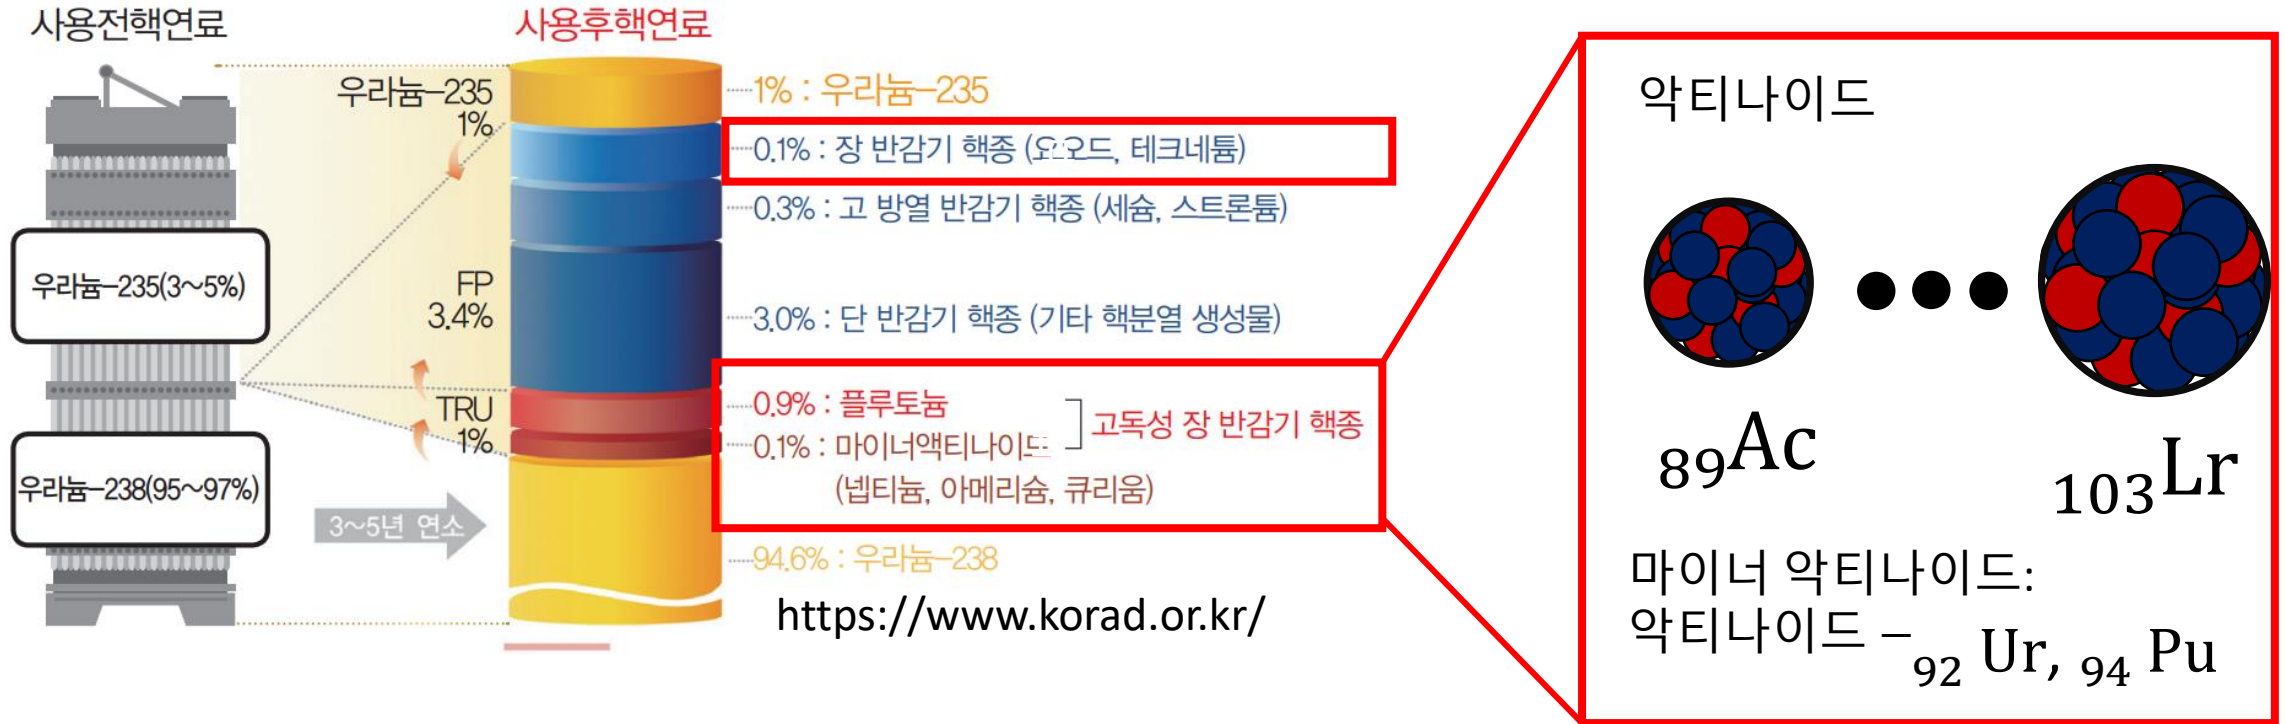 사용전핵연료
사용후핵연료
우라늄-235
1%
우라늄-235(3~5%)
FP
3.4%
TRU
1%
우라늄-238(95~97%)
3~5년 연소
1% : 우라늄-235
0.1% : 장 반감기 핵종 (요오드, 테크네튬)
0.3% : 고 방열 반감기 핵종 (세슘, 스트론튬)
3.0% : 단 반감기 핵종 (기타 핵분열 생성물)
0.9% : 플루토늄
0.1% : 마이너액티나이드
(넵티늄, 아메리슘, 큐리움)
고독성 장 반감기 핵종
94.6% : 우라늄-238
https://www.korad.or.kr/
악티나이드
89Ac
103Lr
마이너 악티나이드:
악티나이드 – 92 Ur, 94 Pu